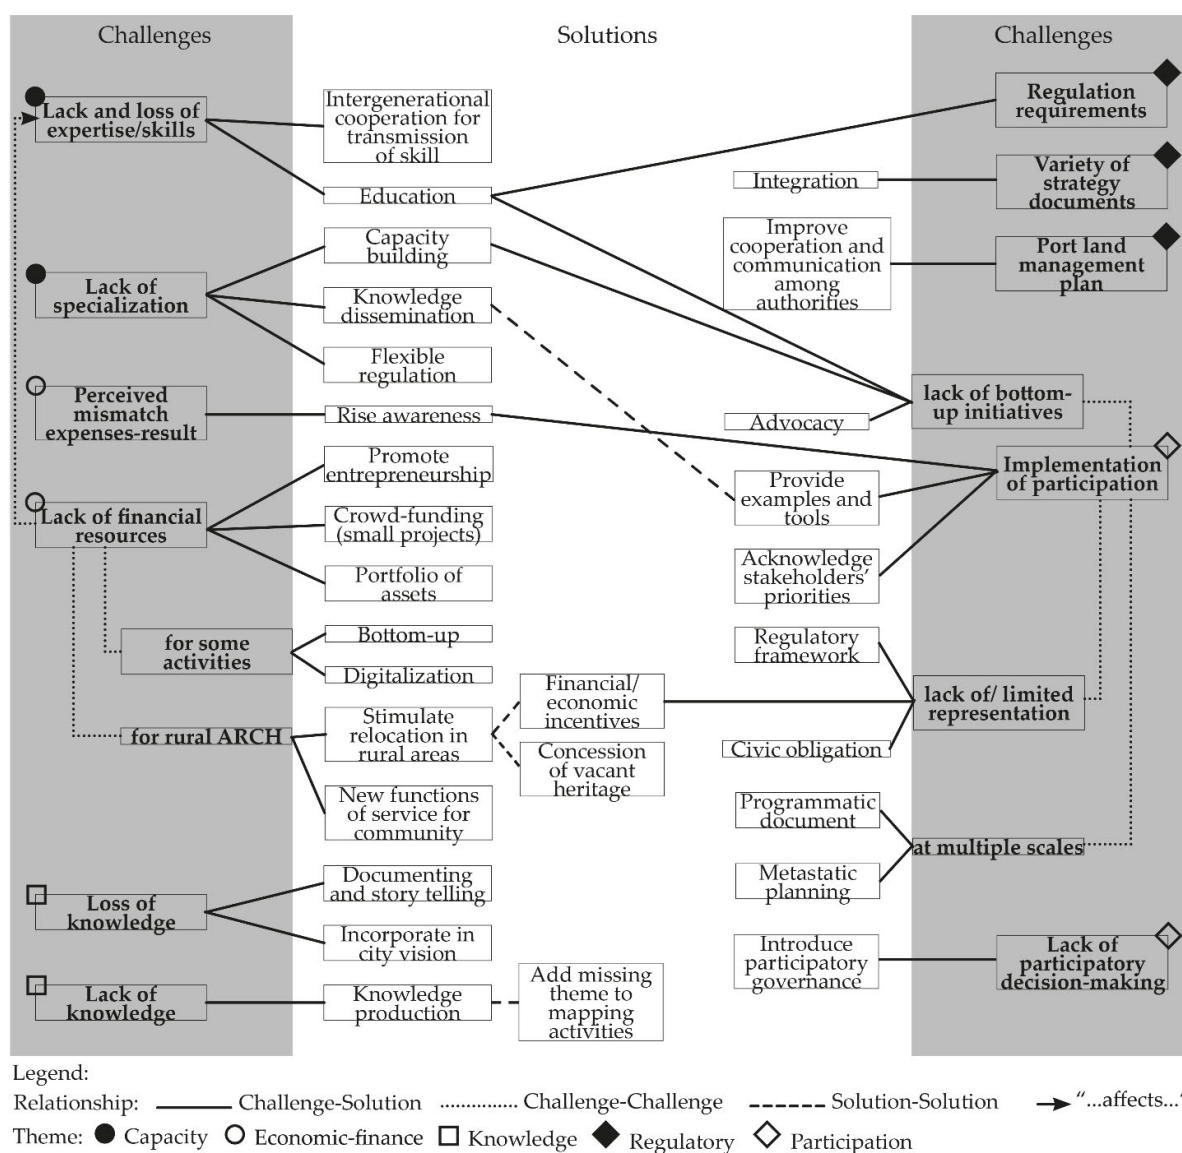 Challenges
Solutions
Challenges
Lack and loss of
expertise/skills
Lack of
specialization
Perceived
mismatch
expenses-result
Lack of financial
resources
for some
activities
for rural ARCH
Loss of
knowledge
Lack of
knowledge
Intergenerational
cooperation for
transmission
of skill
Education
Capacity
building
Knowledge
dissemination
Flexible
regulation
Rise awareness
Promote
entrepreneurship
Crowd-funding
(small projects)
Portfolio of
assets
Bottom-up
Digitalization
Stimulate
relocation in
rural areas
New functions
of service for
community
Documenting
and story telling
Incorporate in
city vision
Knowledge
production
Financial/
economic
incentives
Concession
of vacant
heritage
Add missing
theme to
mapping
activities
Integration
Improve
cooperation and
communication
among
authorities
Advocacy
Provide
examples and
tools
Acknowledge
stakeholders’
priorities
Regulatory
framework
Civic obligation
Programmatic
document
Metastatic
planning
Introduce
participatory
governance
Regulation
requirements
Variety of
strategy
documents
Port land
management
plan
lack of bottom-
up initiatives
Implementation
of participation
lack of/ limited
representation
at multiple scales
Lack of
participatory
decision-making
Legend:
Relationship: Challenge-Solution Challenge-Challenge Solution-Solution "...affects..."
Theme: Capacity Economic-finance Knowledge Regulatory Participation